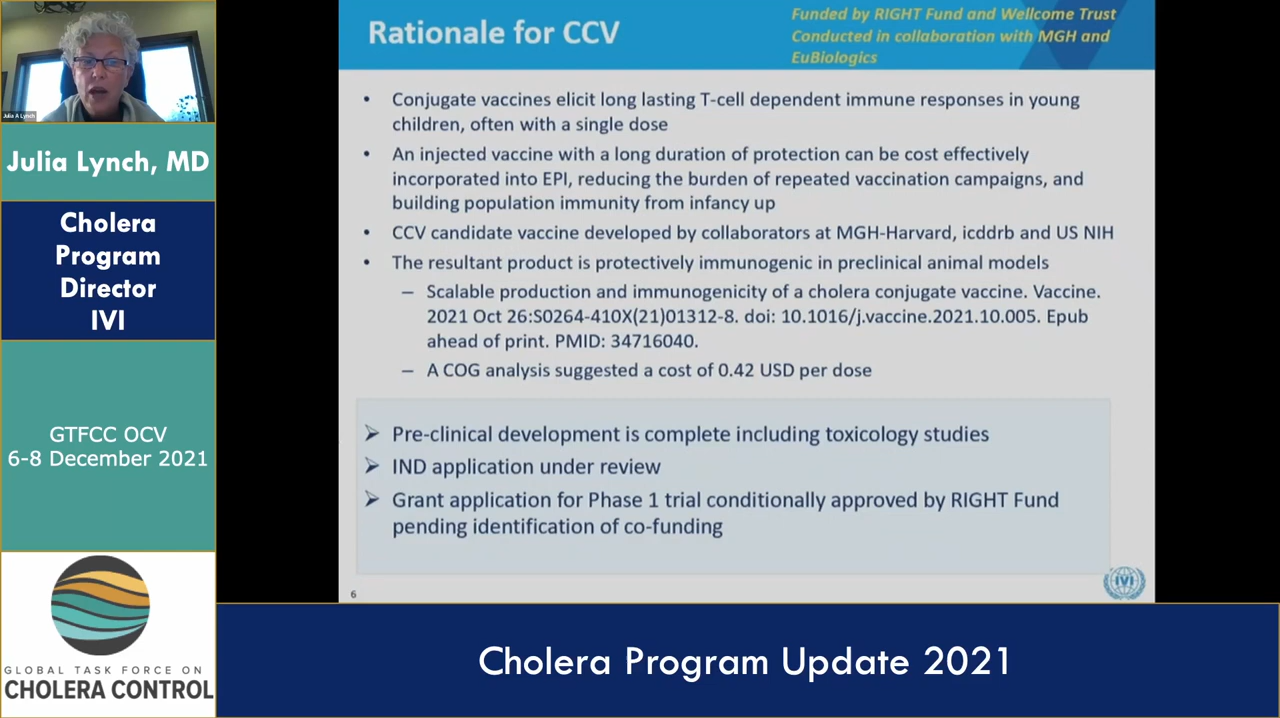 Julia A Lynch
Julia Lynch, MD
Cholera
Program
Director
IVI
GTFCC OCV
6-8 December 2021
GLOBAL TASK FORCE ON
CHOLERA CONTROL
Rationale for CCV
Funded by RIGHT Fund and Wellcome Trust
Conducted in collaboration with MGH and
EuBiologics
• Conjugate vaccines elicit long lasting T-cell dependent immune responses in young
children, often with a single dose
• An injected vaccine with a long duration of protection can be cost effectively
incorporated into EPI, reducing the burden of repeated vaccination campaigns, and
building population immunity from infancy up
• CCV candidate vaccine developed by collaborators at MGH-Harvard, icddrb and US NIH
• The resultant product is protectively immunogenic in preclinical animal models
– Scalable production and immunogenicity of a cholera conjugate vaccine. Vaccine.
2021 Oct 26:S0264-410X(21)01312-8. doi: 10.1016/j.vaccine.2021.10.005. Epub
ahead of print. PMID: 34716040.
– A COG analysis suggested a cost of 0.42 USD per dose
➢ Pre-clinical development is complete including toxicology studies
➢ IND application under review
➢ Grant application for Phase 1 trial conditionally approved by RIGHT Fund
pending identification of co-funding
6
IVI
Cholera Program Update 2021